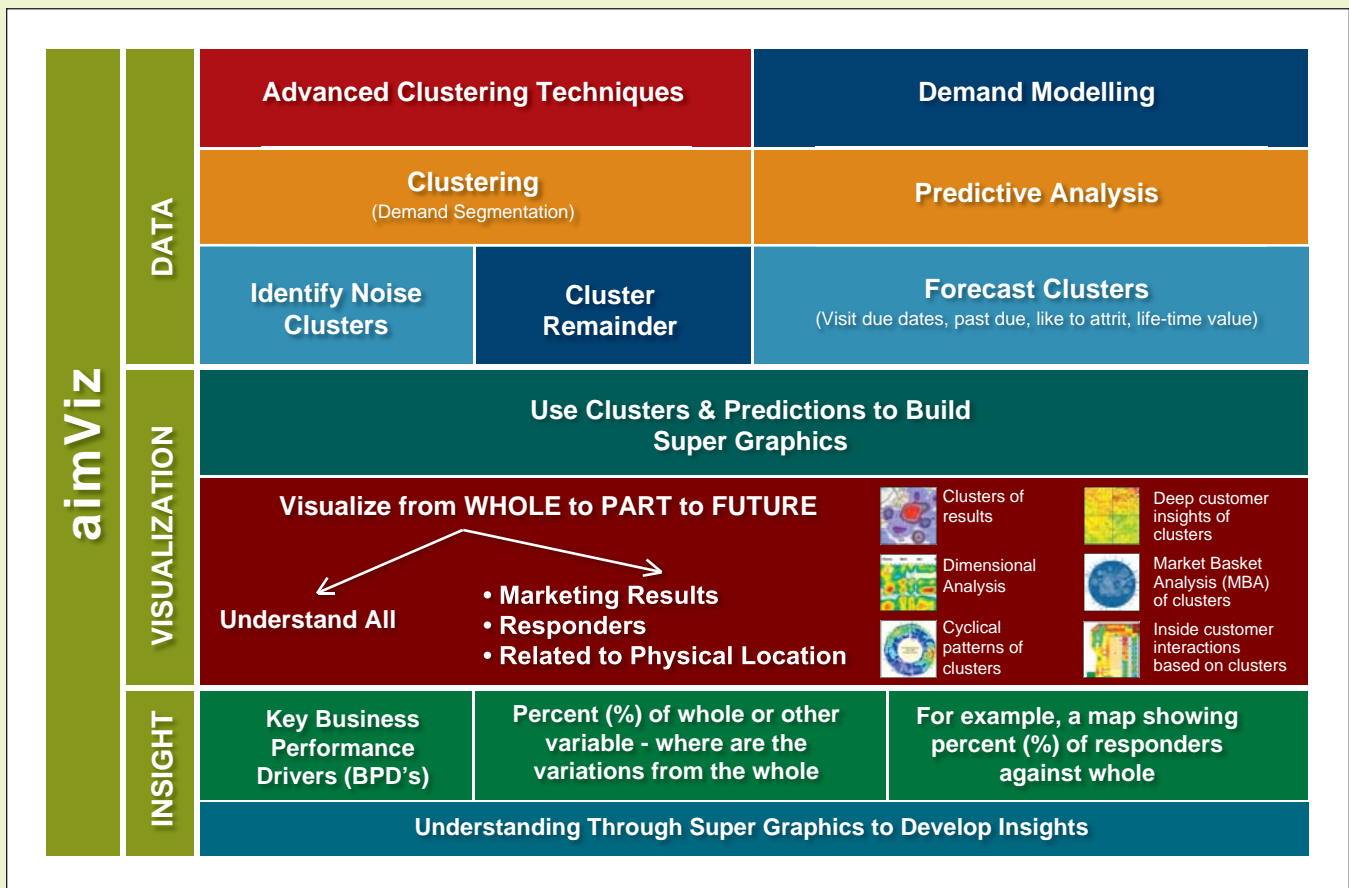 aimViz
DATA
Advanced Clustering Techniques
Demand Modelling
Clustering
(Demand Segmentation)
Predictive Analysis
Identify Noise
Clusters
Cluster
Remainder
Forecast Clusters
(Visit due dates, past due, like to attrit, life-time value)
VISUALIZATION
Use Clusters & Predictions to Build
Super Graphics
Visualize from WHOLE to PART to FUTURE
Understand All
• Marketing Results
• Responders
• Related to Physical Location
Clusters of
results
Dimensional
Analysis
Cyclical
patterns of
clusters
Deep customer
insights of
clusters
Market Basket
Analysis (MBA)
of clusters
Inside customer
interactions
based on clusters
INSIGHT
Key Business
Performance
Drivers (BPD's)
Percent (%) of whole or other
variable - where are the
variations from the whole
For example, a map showing
percent (%) of responders
against whole
Understanding Through Super Graphics to Develop Insights